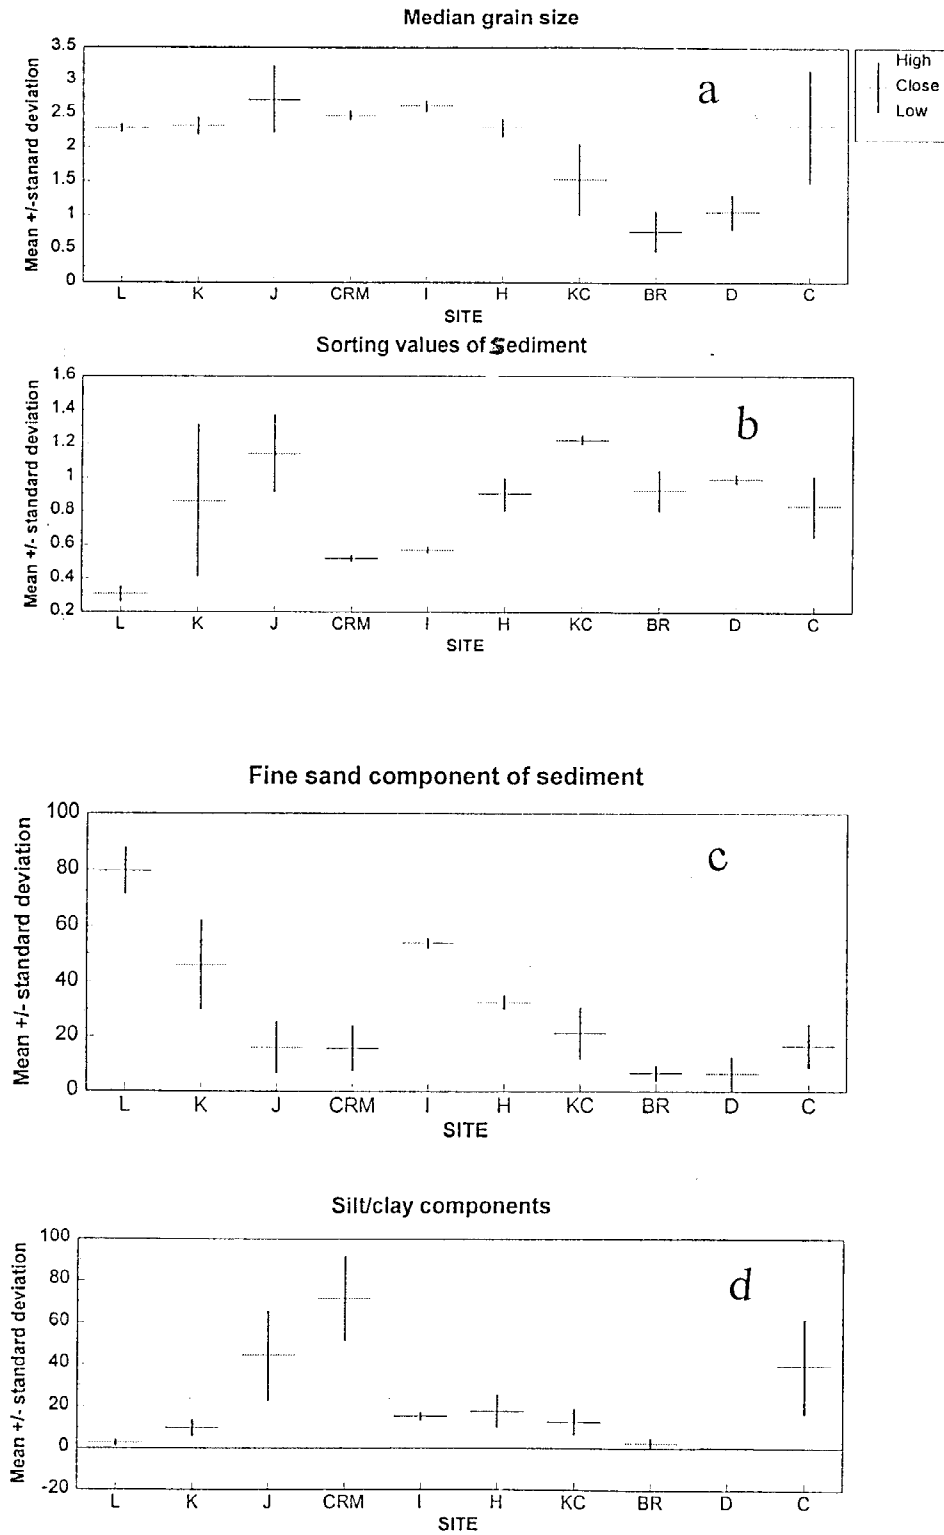 Median grain size
Mean +/-stanard deviation
3.5
3
2.5
2
1.5
1
0.5
0
a
High
Close
Low
L K J CRM I H KC BR D C
SITE
Sorting values of Sediment
Mean +/- standard deviation
1.6
1.4
1.2
1
0.8
0.6
0.4
0.2
b
L K J CRM I H KC BR D C
SITE
Fine sand component of sediment
Mean +/- standard deviation
100
80
60
40
20
0
c
L K J CRM I H KC BR D C
SITE
Silt/clay components
Mean +/- standard deviation
100
80
60
40
20
0
-20
d
L K J CRM I H KC BR D C
SITE